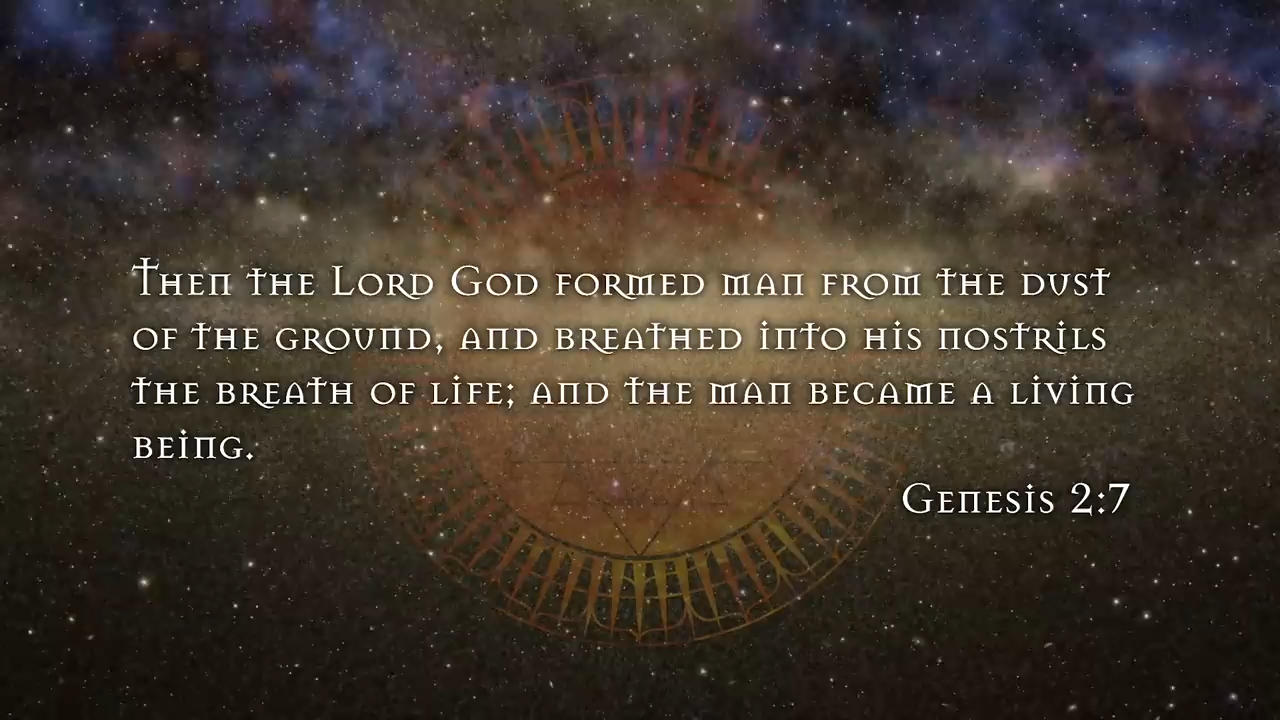 Then the Lord God formed man from the dust
of the ground, and breathed into his nostrils
the breath of life; and the man became a living
being.
Genesis 2:7